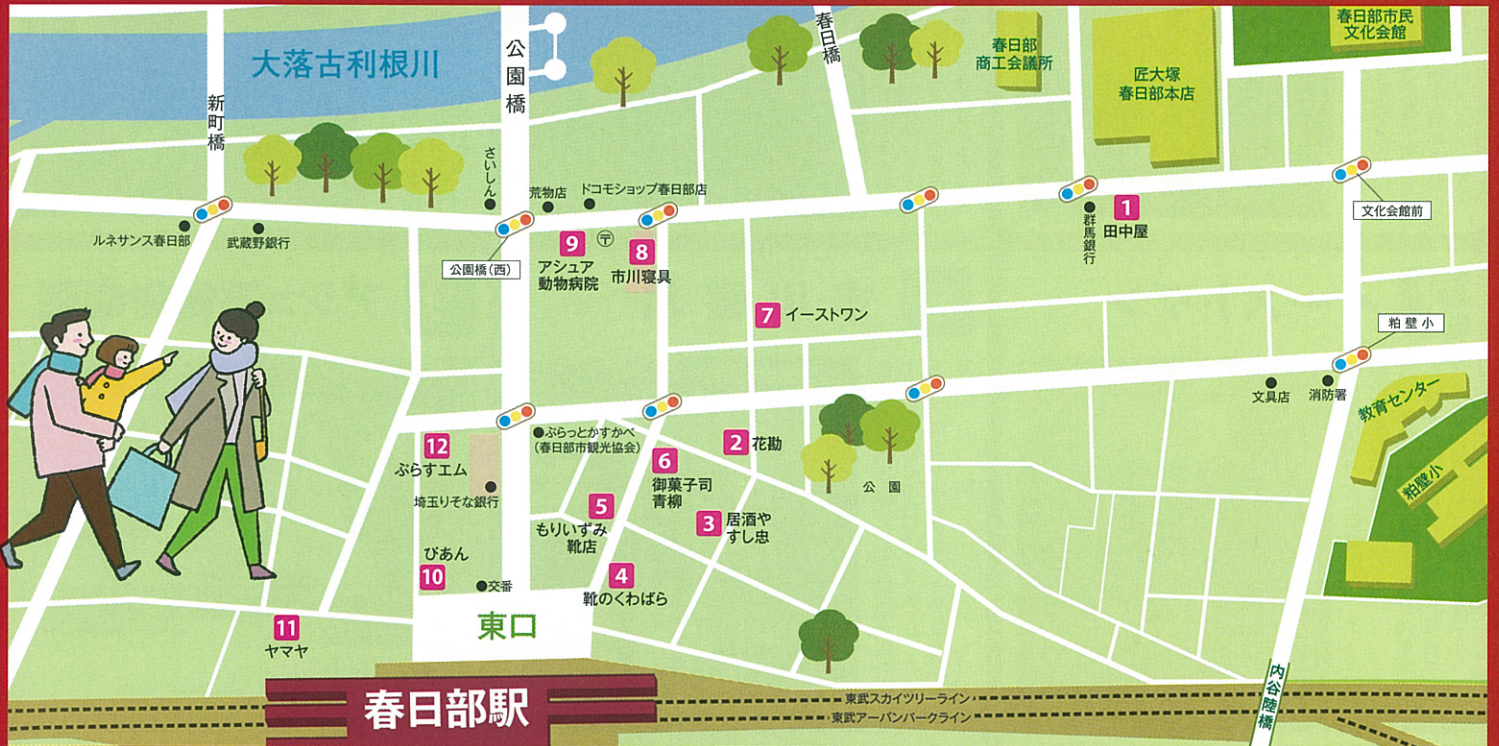 大落古利根川
新町橋
公園橋
春日橋
春日部
商工会議所
匠大塚
春日部本店
春日部市民
文化会館
さいしん
荒物店
ドコモショップ春日部店
ルネサンス春日部
武蔵野銀行
公園橋(西)
9
アシュア
動物病院
〒
8
市川寝具
群馬銀行
1
田中屋
文化会館前
7
イーストワン
粕壁小
文具店
消防署
教育センター
粕壁小
12
ぷらすエム
埼玉りそな銀行
ぷらっとかすかべ
(春日部市観光協会)
6
御菓子司
青柳
2
花勘
公園
5
もりいずみ
靴店
3
居酒や
すし忠
びあん
10
交番
4
靴のくわばら
11
ヤマヤ
東口
春日部駅
東武スカイツリーライン
東武アーバンパークライン
内谷陸橋